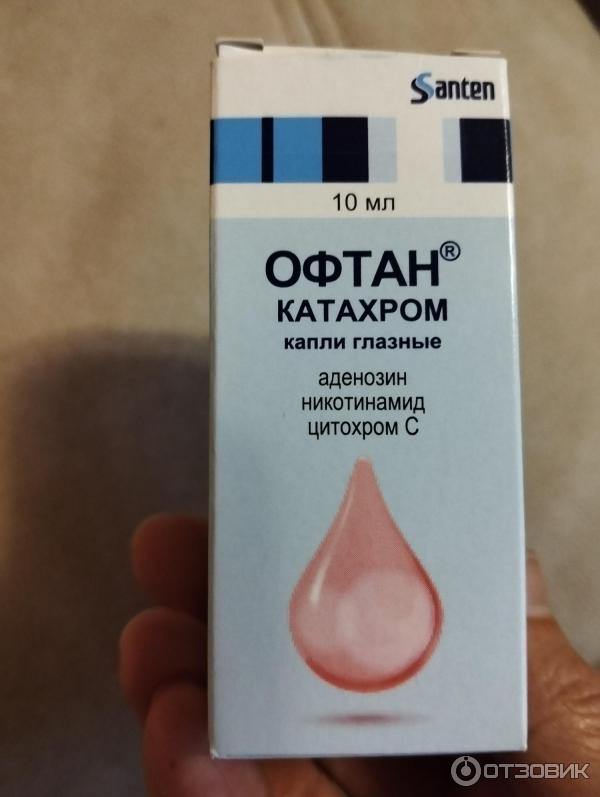 Santen
10 мл
ОФТАН®
КАТАХРОМ
капли глазные
аденозин
никотинамид
цитохром С
ОТЗОВИК